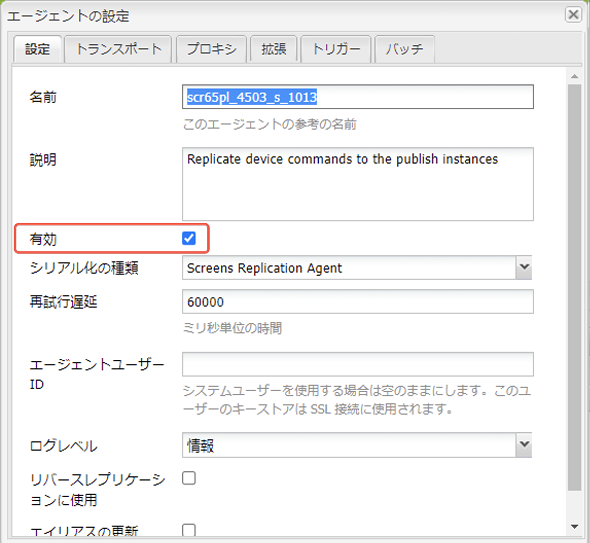 エージェントの設定
設定 トランスポート プロキシ 拡張 トリガー バッチ
名前 scr65pl_4503_s_1013
このエージェントの参考の名前
説明 Replicate device commands to the publish instances
有効
シリアル化の種類 Screens Replication Agent
再試行遅延 60000
ミリ秒単位の時間
エージェントユーザー
ID
システムユーザーを使用する場合は空のままにします。このユ
ーザーのキーストアは SSL 接続に使用されます。
ログレベル 情報
リバースレプリケーシ
ョンに使用
エイリアスの更新